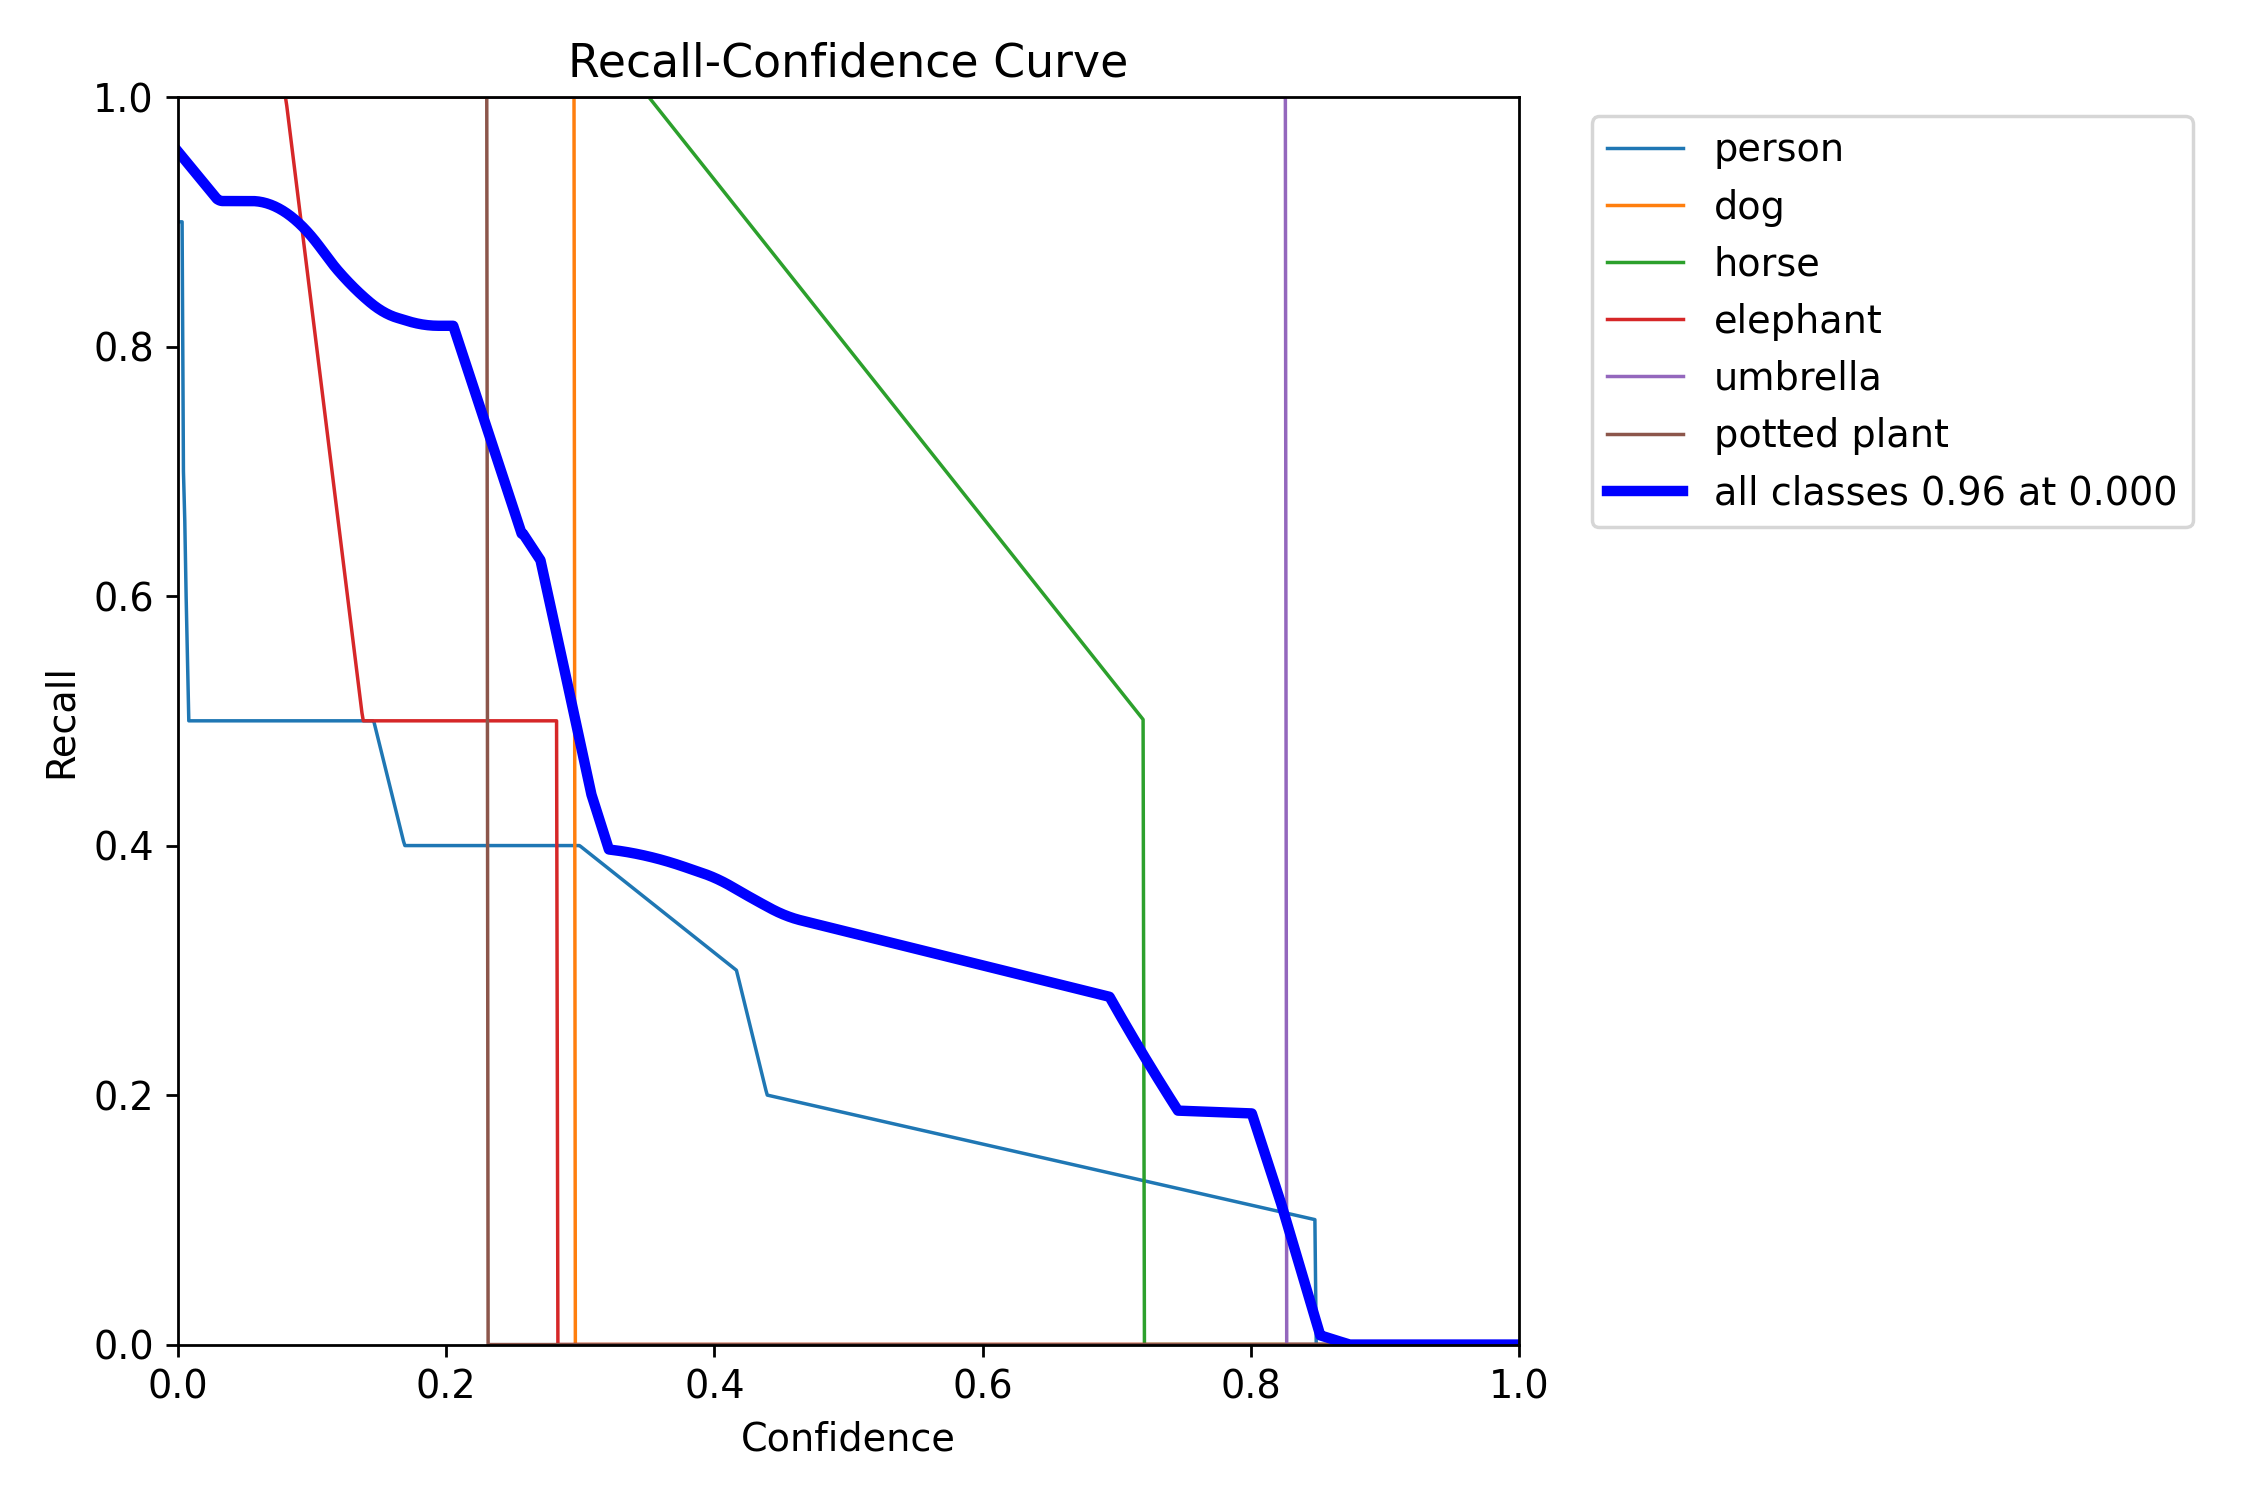 Recall-Confidence Curve
1.0
0.8
0.6
0.4
0.2
0.0
Recall
0.0 0.2 0.4 0.6 0.8 1.0
Confidence
person
dog
horse
elephant
umbrella
potted plant
all classes 0.96 at 0.000